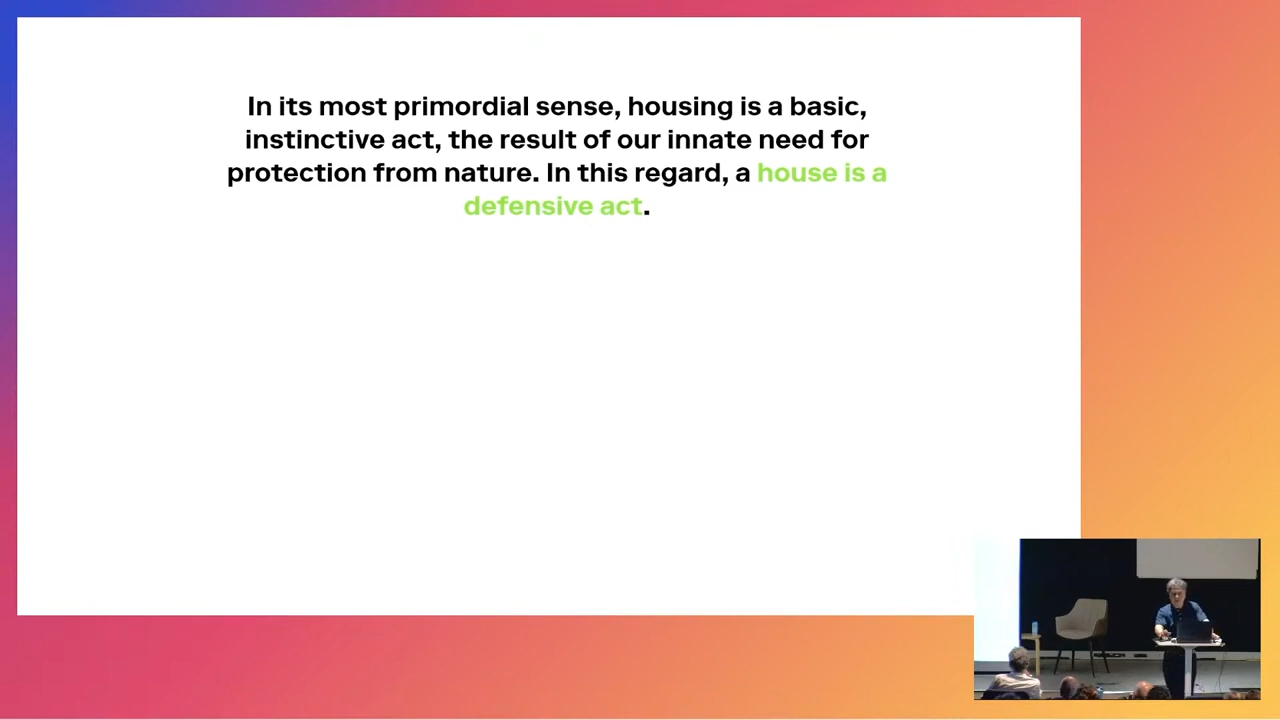 In its most primordial sense, housing is a basic,
instinctive act, the result of our innate need for
protection from nature. In this regard, a house is a
defensive act.